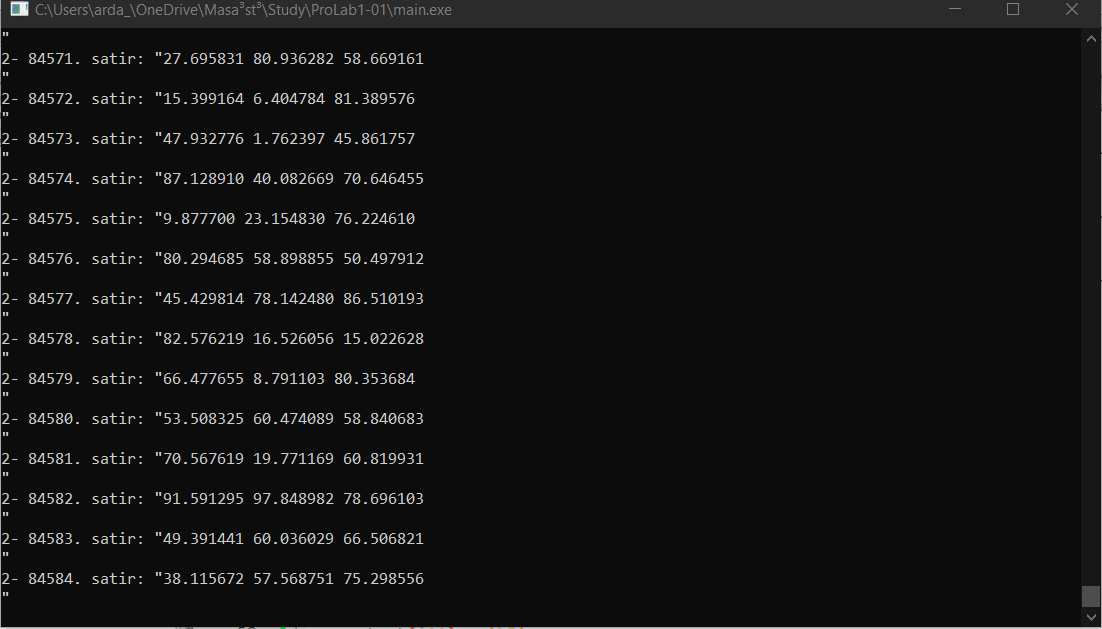 C:\Users\arda_\OneDrive\Masa³st³\Study\ProLab1-01\main.exe
"
2- 84571. satir: "27.695831 80.936282 58.669161
"
2- 84572. satir: "15.399164 6.404784 81.389576
"
2- 84573. satir: "47.932776 1.762397 45.861757
"
2- 84574. satir: "87.128910 40.082669 70.646455
"
2- 84575. satir: "9.877700 23.154830 76.224610
"
2- 84576. satir: "80.294685 58.898855 50.497912
"
2- 84577. satir: "45.429814 78.142480 86.510193
"
2- 84578. satir: "82.576219 16.526056 15.022628
"
2- 84579. satir: "66.477655 8.791103 80.353684
"
2- 84580. satir: "53.508325 60.474089 58.840683
"
2- 84581. satir: "70.567619 19.771169 60.819931
"
2- 84582. satir: "91.591295 97.848982 78.696103
"
2- 84583. satir: "49.391441 60.036029 66.506821
"
2- 84584. satir: "38.115672 57.568751 75.298556
"